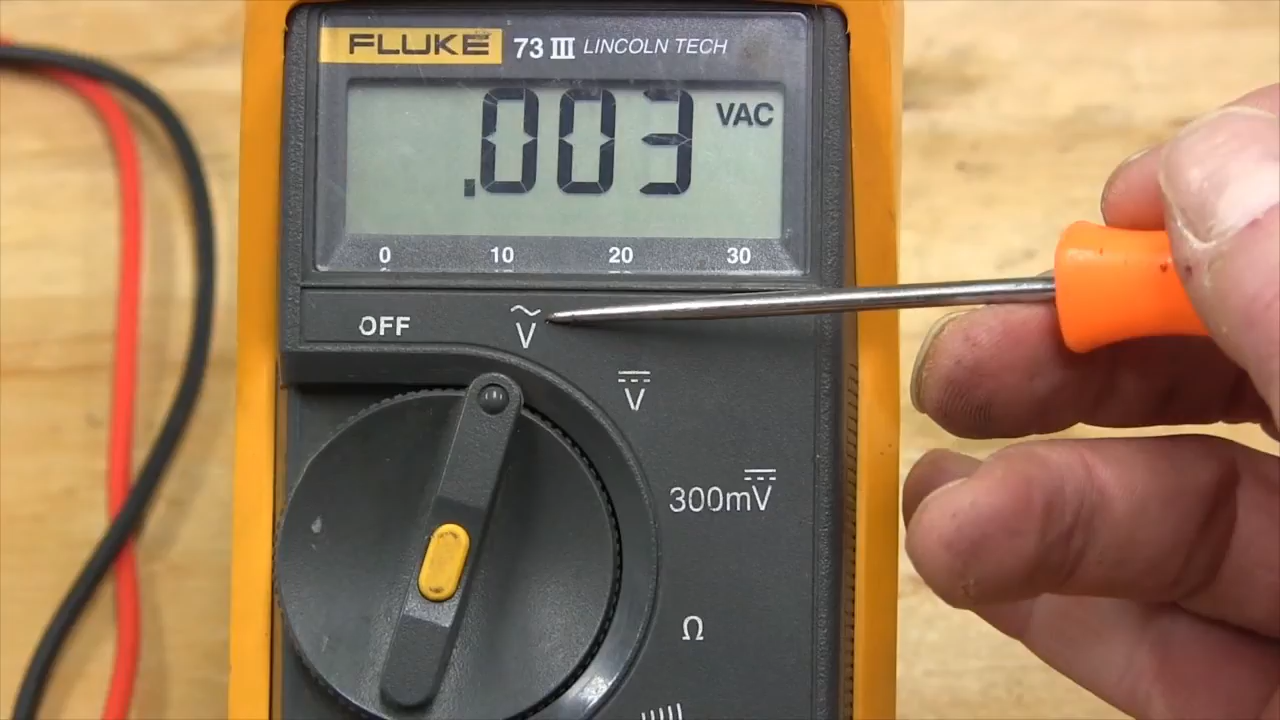 FLUKE 73 III LINCOLN TECH
.003 VAC
0 10 20 30
OFF
V
V
300mV
Ω